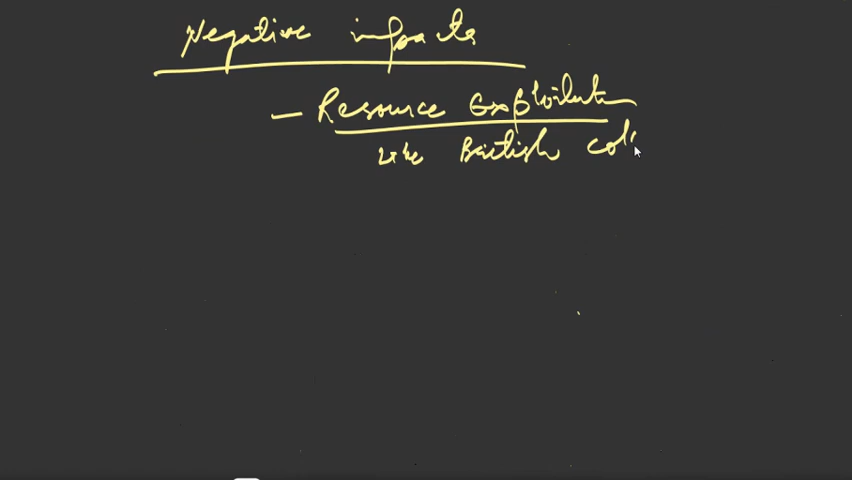 Negative impacts
- Resource Exploitation
like British col